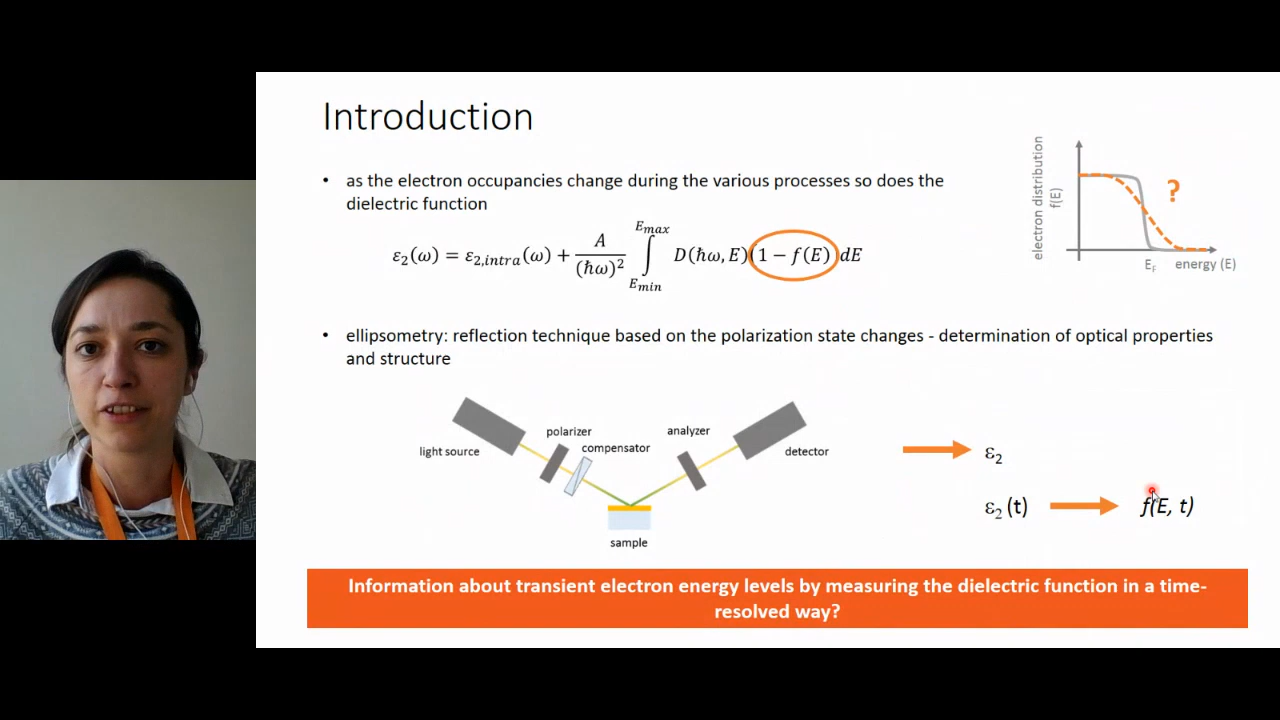 Introduction
• as the electron occupancies change during the various processes so does the
dielectric function
ε₂(ω) = ε₂,intra(ω) + A/(ħω)² ∫_{Emin}^{Emax} D(ħω, E)(1 − f(E))dE
electron distribution
f(E)
?
E_F
energy (E)
• ellipsometry: reflection technique based on the polarization state changes - determination of optical properties
and structure
light source
polarizer
compensator
analyzer
detector
sample
ε₂
ε₂ (t)
f(E, t)
Information about transient electron energy levels by measuring the dielectric function in a time-
resolved way?